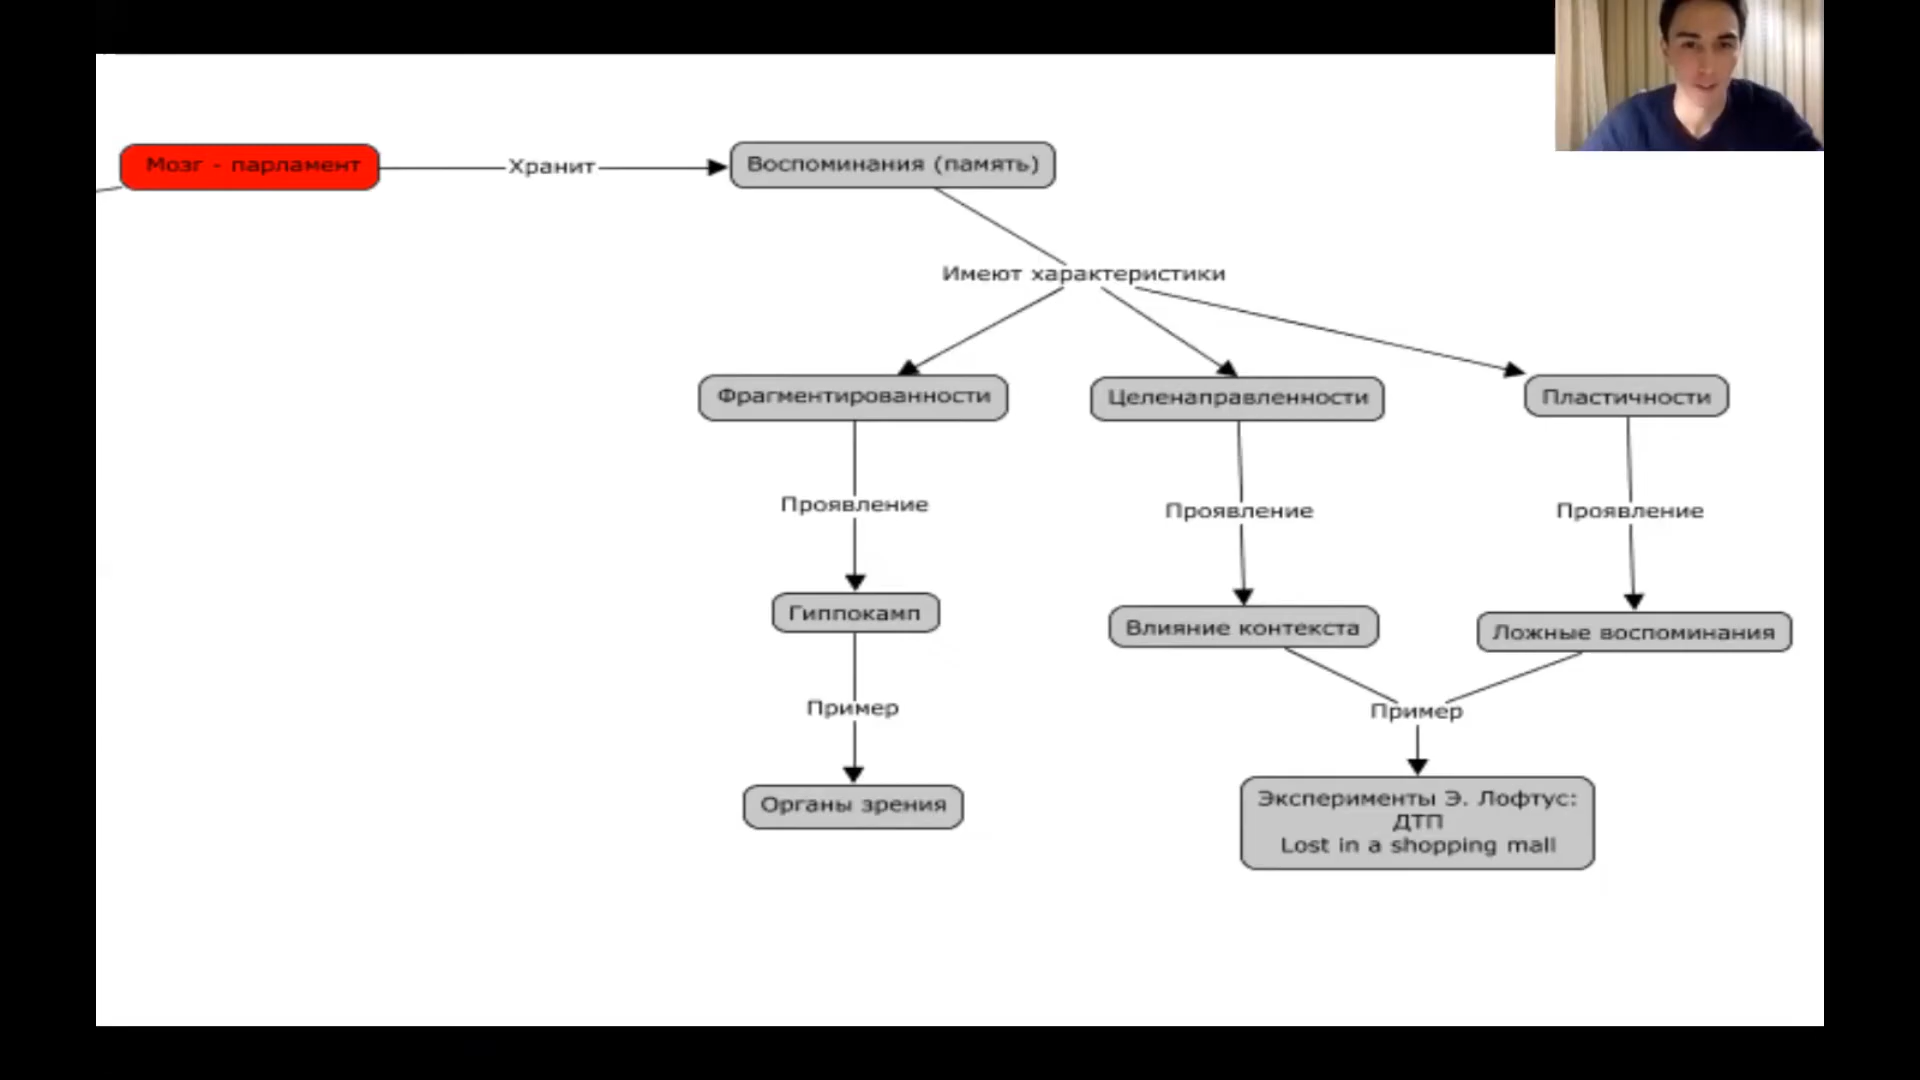 Мозг - парламент
Хранит
Воспоминания (память)
Имеют характеристики
Фрагментированности
Целенаправленности
Пластичности
Проявление
Проявление
Проявление
Гиппокамп
Влияние контекста
Ложные воспоминания
Пример
Пример
Органы зрения
Эксперименты Э. Лофтус:
ДТП
Lost in a shopping mall